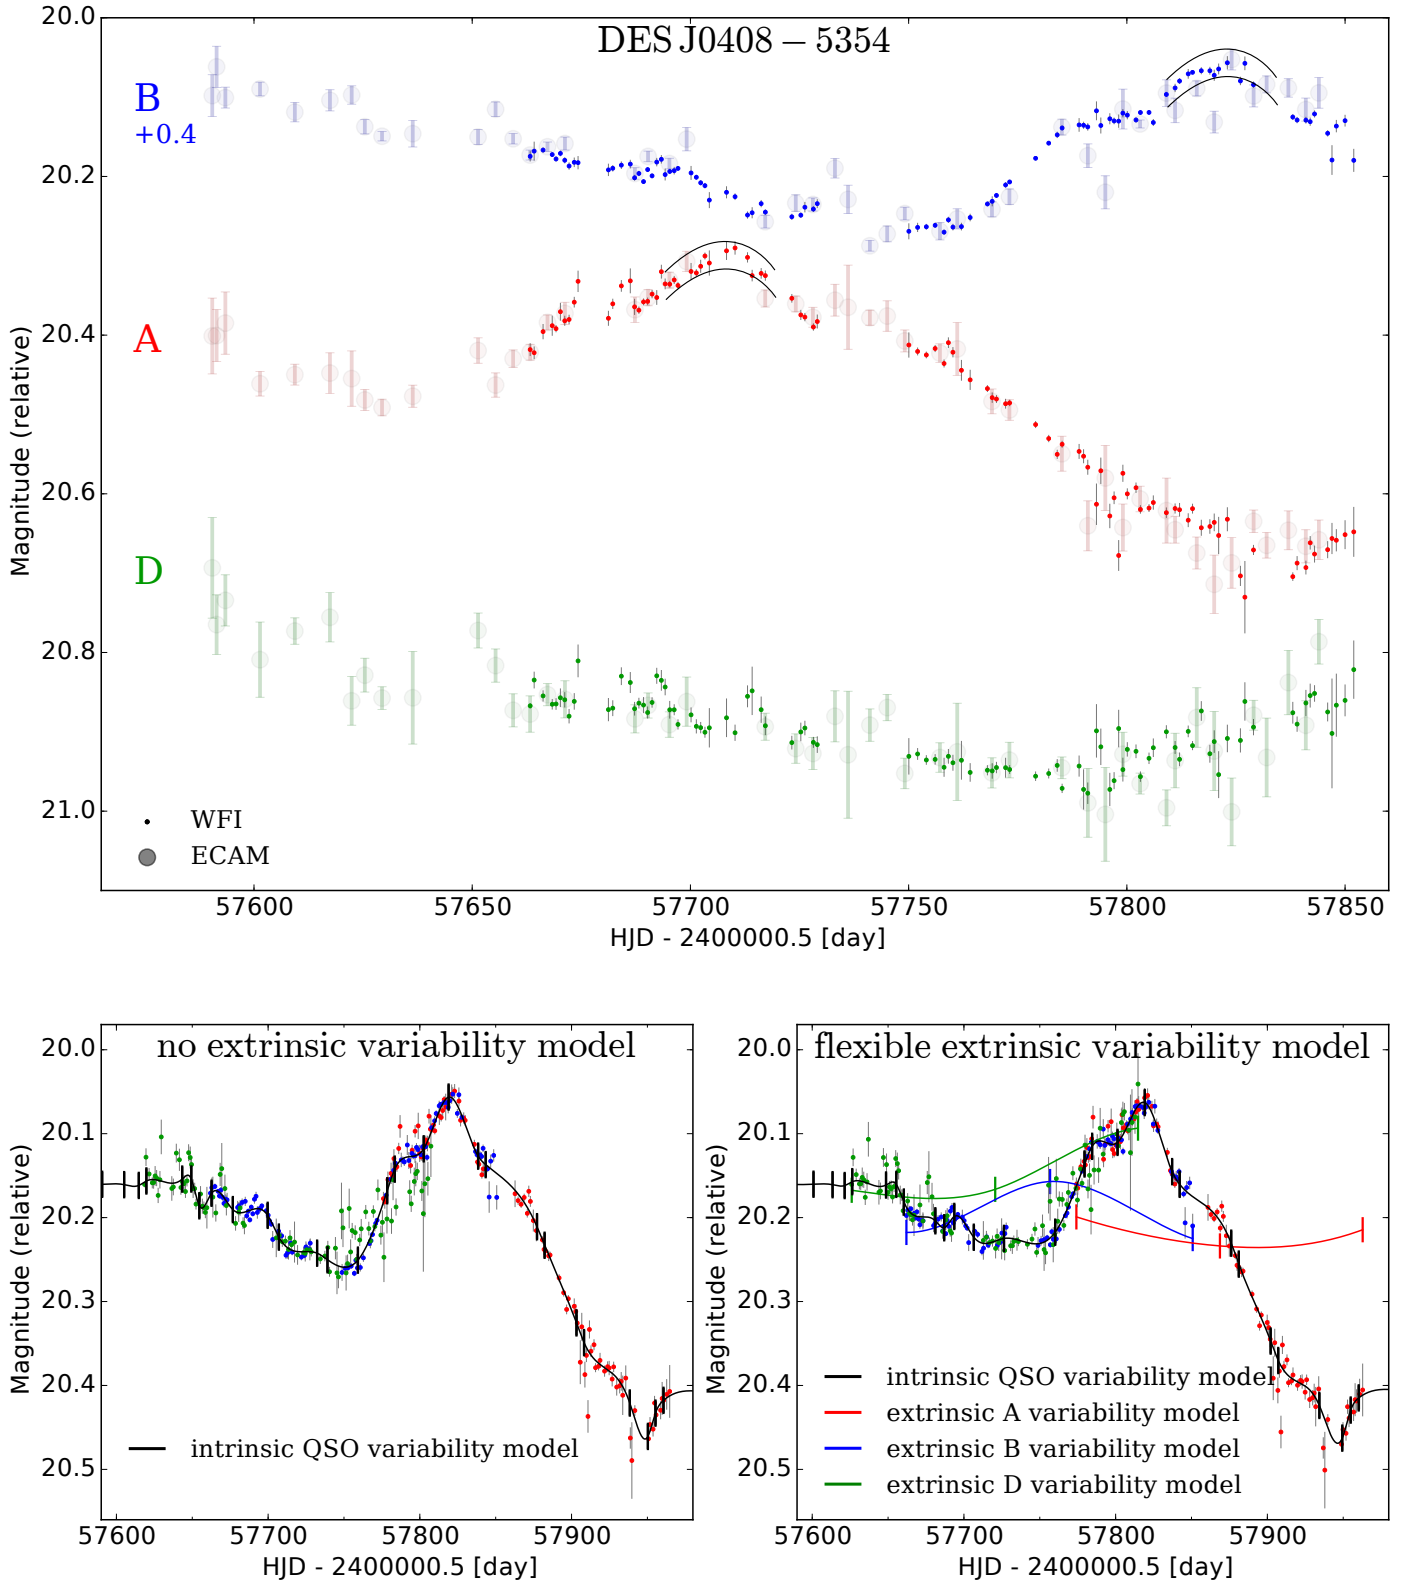 DES J0408 − 5354
20.0
20.2
20.4
20.6
20.8
21.0
Magnitude (relative)
B
+0.4
A
D
WFI
ECAM
57600 57650 57700 57750 57800 57850
HJD - 2400000.5 [day]
no extrinsic variability model
20.0
20.1
20.2
20.3
20.4
20.5
Magnitude (relative)
intrinsic QSO variability model
57600 57700 57800 57900
HJD - 2400000.5 [day]
flexible extrinsic variability model
20.0
20.1
20.2
20.3
20.4
20.5
Magnitude (relative)
intrinsic QSO variability model
extrinsic A variability model
extrinsic B variability model
extrinsic D variability model
57600 57700 57800 57900
HJD - 2400000.5 [day]